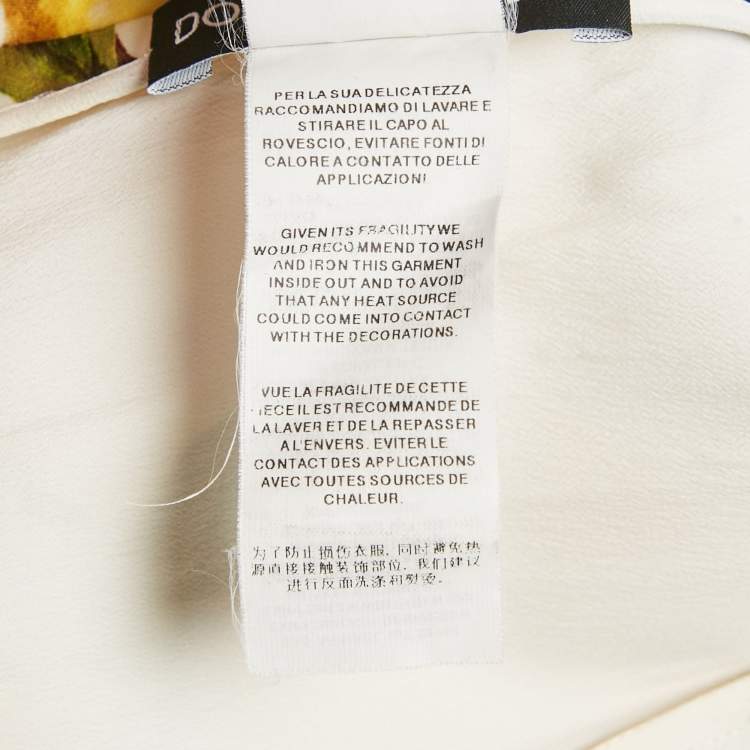 DO
PER LA SUA DELICATEZZA
RACCOMANDIAMO DI LAVARE E
STIRARE IL CAPO AL
ROVESCIO, EVITARE FONTI DI
CALORE A CONTATTO DELLE
APPLICAZIONI
GIVEN ITS FRAGILITY WE
WOULD RECOMMEND TO WASH
AND IRON THIS GARMENT
INSIDE OUT AND TO AVOID
THAT ANY HEAT SOURCE
COULD COME INTO CONTACT
WITH THE DECORATIONS.
VUE LA FRAGILITE DE CETTE
IECE IL EST RECOMMANDE DE
LA LAVER ET DE LA REPASSER
A L'ENVERS. EVITER LE
CONTACT DES APPLICATIONS
AVEC TOUTES SOURCES DE
CHALEUR.
为了防止损伤衣服, 同时避免热
源直接接触装饰部位, 我们建议
进行反面洗涤和熨烫。